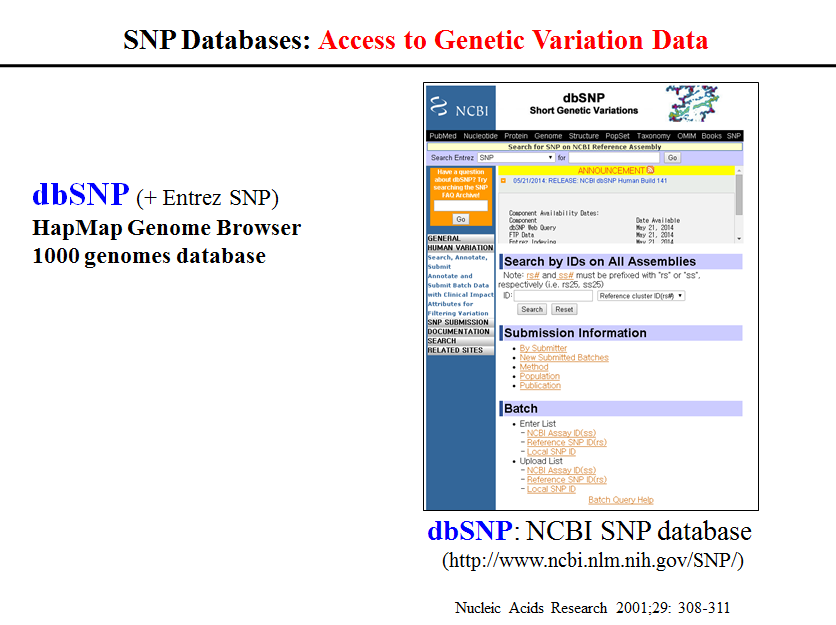 SNP Databases: Access to Genetic Variation Data
dbSNP (+ Entrez SNP)
HapMap Genome Browser
1000 genomes database
NCBI
dbSNP
Short Genetic Variations
PubMed Nucleotide Protein Genome Structure PopSet Taxonomy OMIM Books SNP
Search for SNP on NCBI Reference Assembly
Search Entrez SNP for Go
Have a question
about dbSNP? Try
searching the SNP
FAQ Archive!
Go
GENERAL
HUMAN VARIATION
Search, Annotate,
Submit
Annotate and
Submit Batch Data
with Clinical Impact
Attributes for
Filtering Variation
SNP SUBMISSION
DOCUMENTATION
SEARCH
RELATED SITES
ANNOUNCEMENT
05/21/2014: RELEASE: NCBI dbSNP Human Build 141
Component Availability Dates:
Component Date Available
dbSNP Web Query May 21, 2014
FTP Data May 21, 2014
Entrez Indexing May 21, 2014
Search by IDs on All Assemblies
Note: rs# and ss# must be prefixed with "rs" or "ss",
respectively (i.e. rs25, ss25)
ID: Reference cluster ID(rs#)
Search Reset
Submission Information
• By Submitter
• New Submitted Batches
• Method
• Population
• Publication
Batch
• Enter List
– NCBI Assay ID(ss)
– Reference SNP ID(rs)
– Local SNP ID
• Upload List
– NCBI Assay ID(ss)
– Reference SNP ID(rs)
– Local SNP ID
Batch Query Help
dbSNP: NCBI SNP database
(http://www.ncbi.nlm.nih.gov/SNP/)
Nucleic Acids Research 2001;29: 308-311